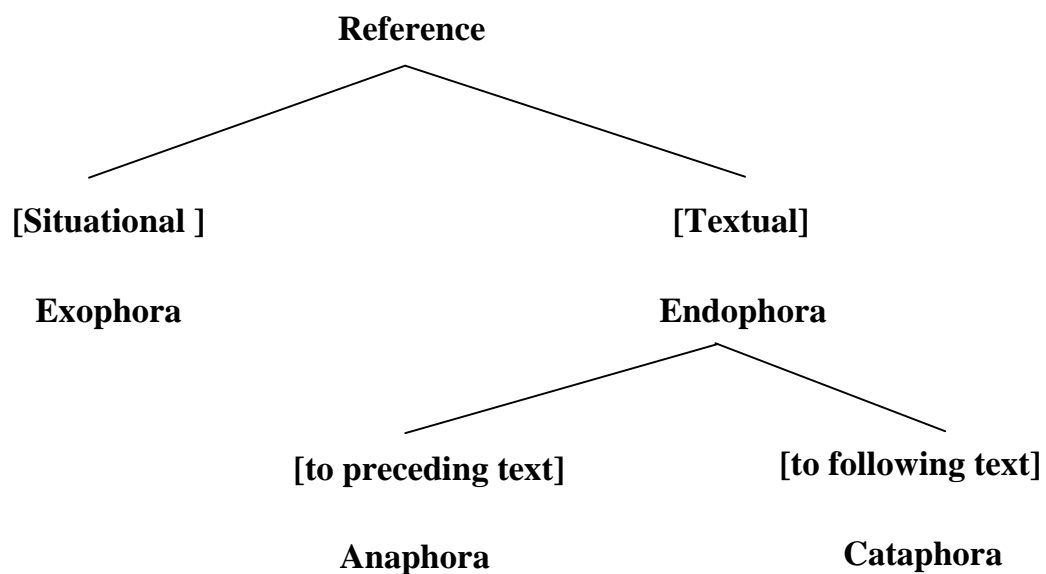 Reference
[Situational ] [Textual]
Exophora Endophora
[to preceding text] [to following text]
Anaphora Cataphora